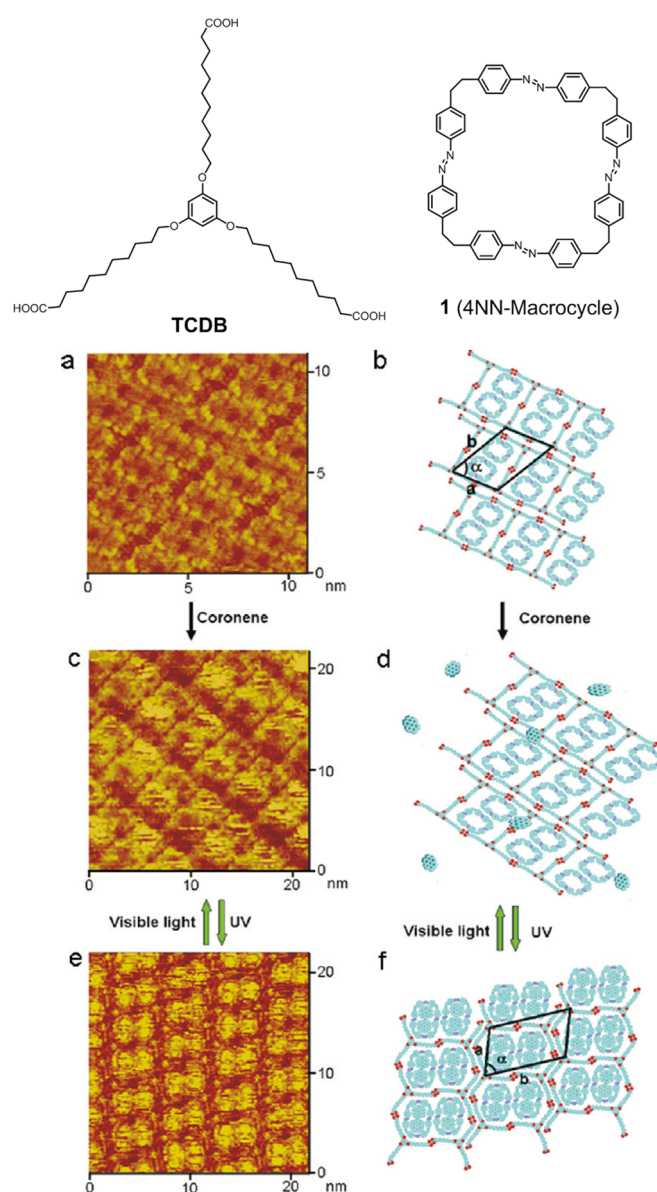 COOH
O
O
O
HOOC
COOH
TCDB
N=N
N=N
N=N
N=N
1 (4NN-Macrocycle)
a
10
5
0
0
5
10
nm
b
b
α
a
Coronene
Coronene
c
20
10
0
0
10
20
nm
d
Visible light
UV
Visible light
UV
e
20
10
0
0
10
20
nm
f
a
α
b